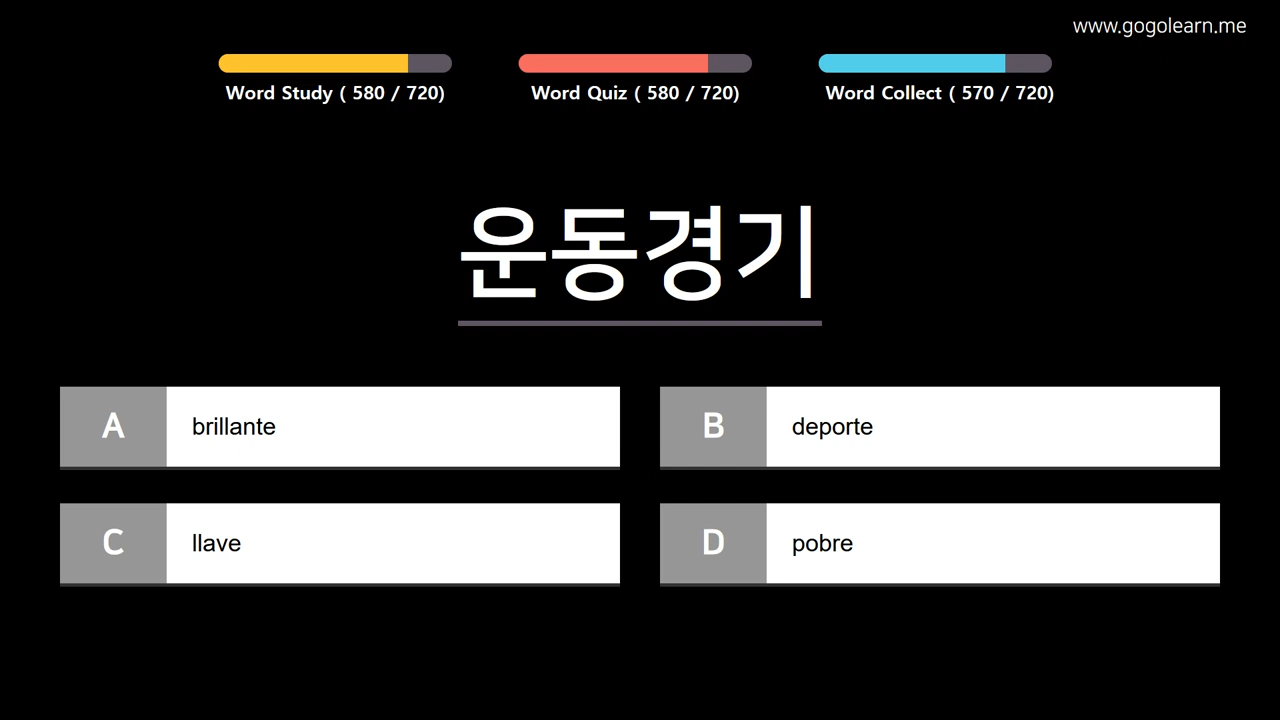 www.gogolearn.me
Word Study ( 580 / 720)
Word Quiz ( 580 / 720)
Word Collect ( 570 / 720)
운동경기
A brillante
B deporte
C llave
D pobre